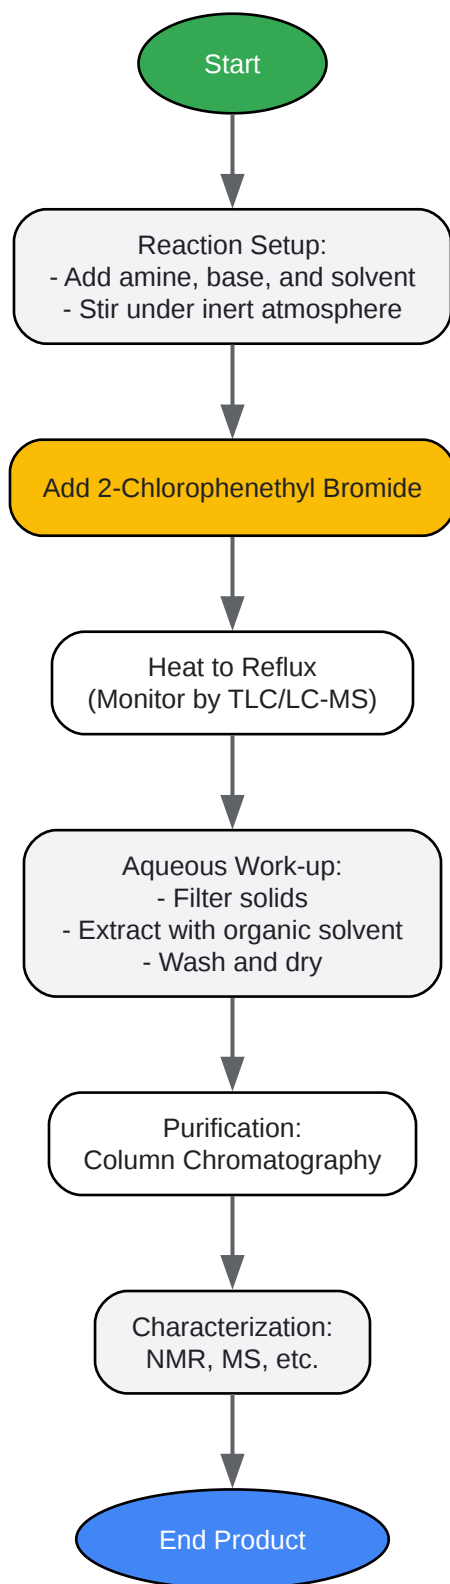 Start
Reaction Setup:
- Add amine, base, and solvent
- Stir under inert atmosphere
Add 2-Chlorophenethyl Bromide
Heat to Reflux
(Monitor by TLC/LC-MS)
Aqueous Work-up:
- Filter solids
- Extract with organic solvent
- Wash and dry
Purification:
Column Chromatography
Characterization:
NMR, MS, etc.
End Product